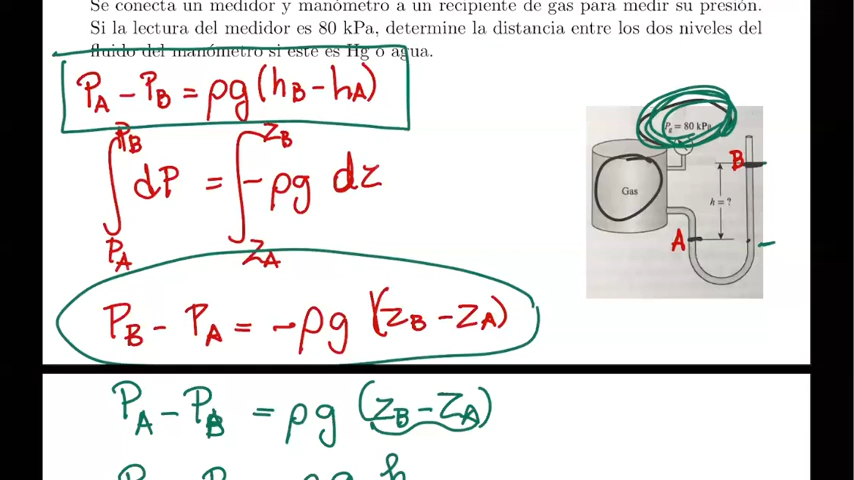 Se conecta un medidor y manómetro a un recipiente de gas para medir su presión.
Si la lectura del medidor es 80 kPa, determine la distancia entre los dos niveles del
fluido del manómetro si este es Hg o agua.
P_A − P_B = ρg(h_B − h_A)
∫_{P_A}^{P_B} dP = ∫_{z_A}^{z_B} −ρg dz
P_B − P_A = −ρg (z_B − z_A)
P_A − P_B = ρg (z_B − z_A)
P_g = 80 kPa
Gas
B
h = ?
A